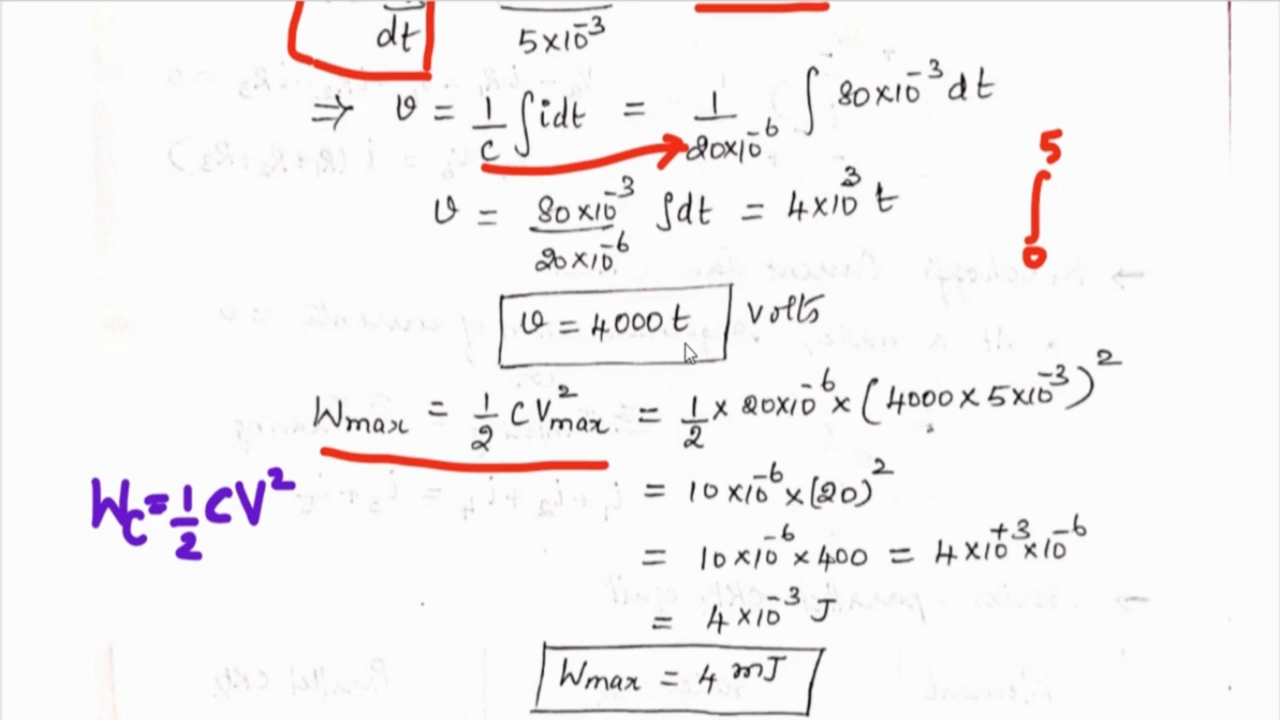 dt
5×10⁻³
⇒ v = 1/C ∫ i dt = 1/20×10⁻⁶ ∫ 80×10⁻³ dt
5
∫
0
v = 80×10⁻³/20×10⁻⁶ ∫dt = 4×10³ t
v = 4000 t volts
Wmax = 1/2 C V²max = 1/2 × 20×10⁻⁶ × (4000 × 5×10⁻³)²
Wc = 1/2 CV²
= 10×10⁻⁶ × (20)²
= 10×10⁻⁶ × 400 = 4×10⁺³×10⁻⁶
= 4×10⁻³ J
Wmax = 4 mJ